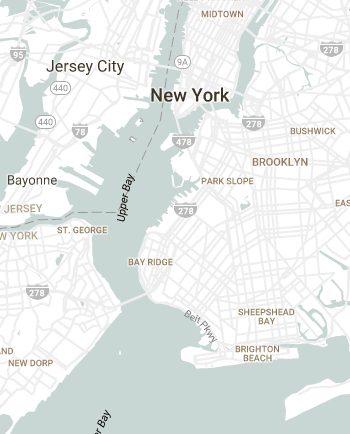 MIDTOWN
278
95
Jersey City
9A
440
New York
440
78
478
BUSHWICK
BROOKLYN
Bayonne
PARK SLOPE
Upper Bay
JERSEY
278
W YORK
ST. GEORGE
BAY RIDGE
278
278
Belt Pkwy
SHEEPSHEAD
BAY
BRIGHTON
BEACH
AND
NEW DORP
er Bay